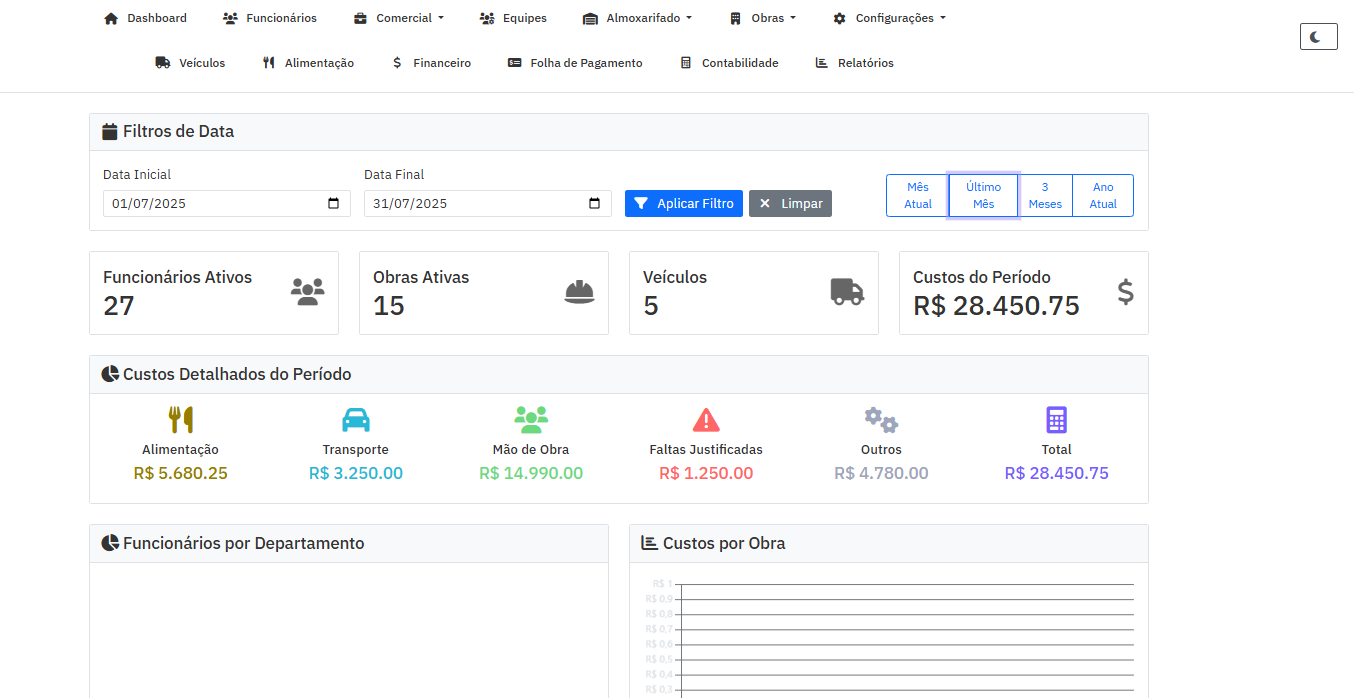 Dashboard Funcionários Comercial Equipes Almoxarifado Obras Configurações
Veículos Alimentação Financeiro Folha de Pagamento Contabilidade Relatórios
Filtros de Data
Data Inicial Data Final
01/07/2025 31/07/2025 Aplicar Filtro Limpar
Mês Atual
Último Mês
3 Meses
Ano Atual
Funcionários Ativos
27
Obras Ativas
15
Veículos
5
Custos do Período
R$ 28.450.75
Custos Detalhados do Período
Alimentação
R$ 5.680.25
Transporte
R$ 3.250.00
Mão de Obra
R$ 14.990.00
Faltas Justificadas
R$ 1.250.00
Outros
R$ 4.780.00
Total
R$ 28.450.75
Funcionários por Departamento
Custos por Obra
R$ 1
R$ 0,9
R$ 0,8
R$ 0,7
R$ 0,6
R$ 0,5
R$ 0,4
R$ 0,3